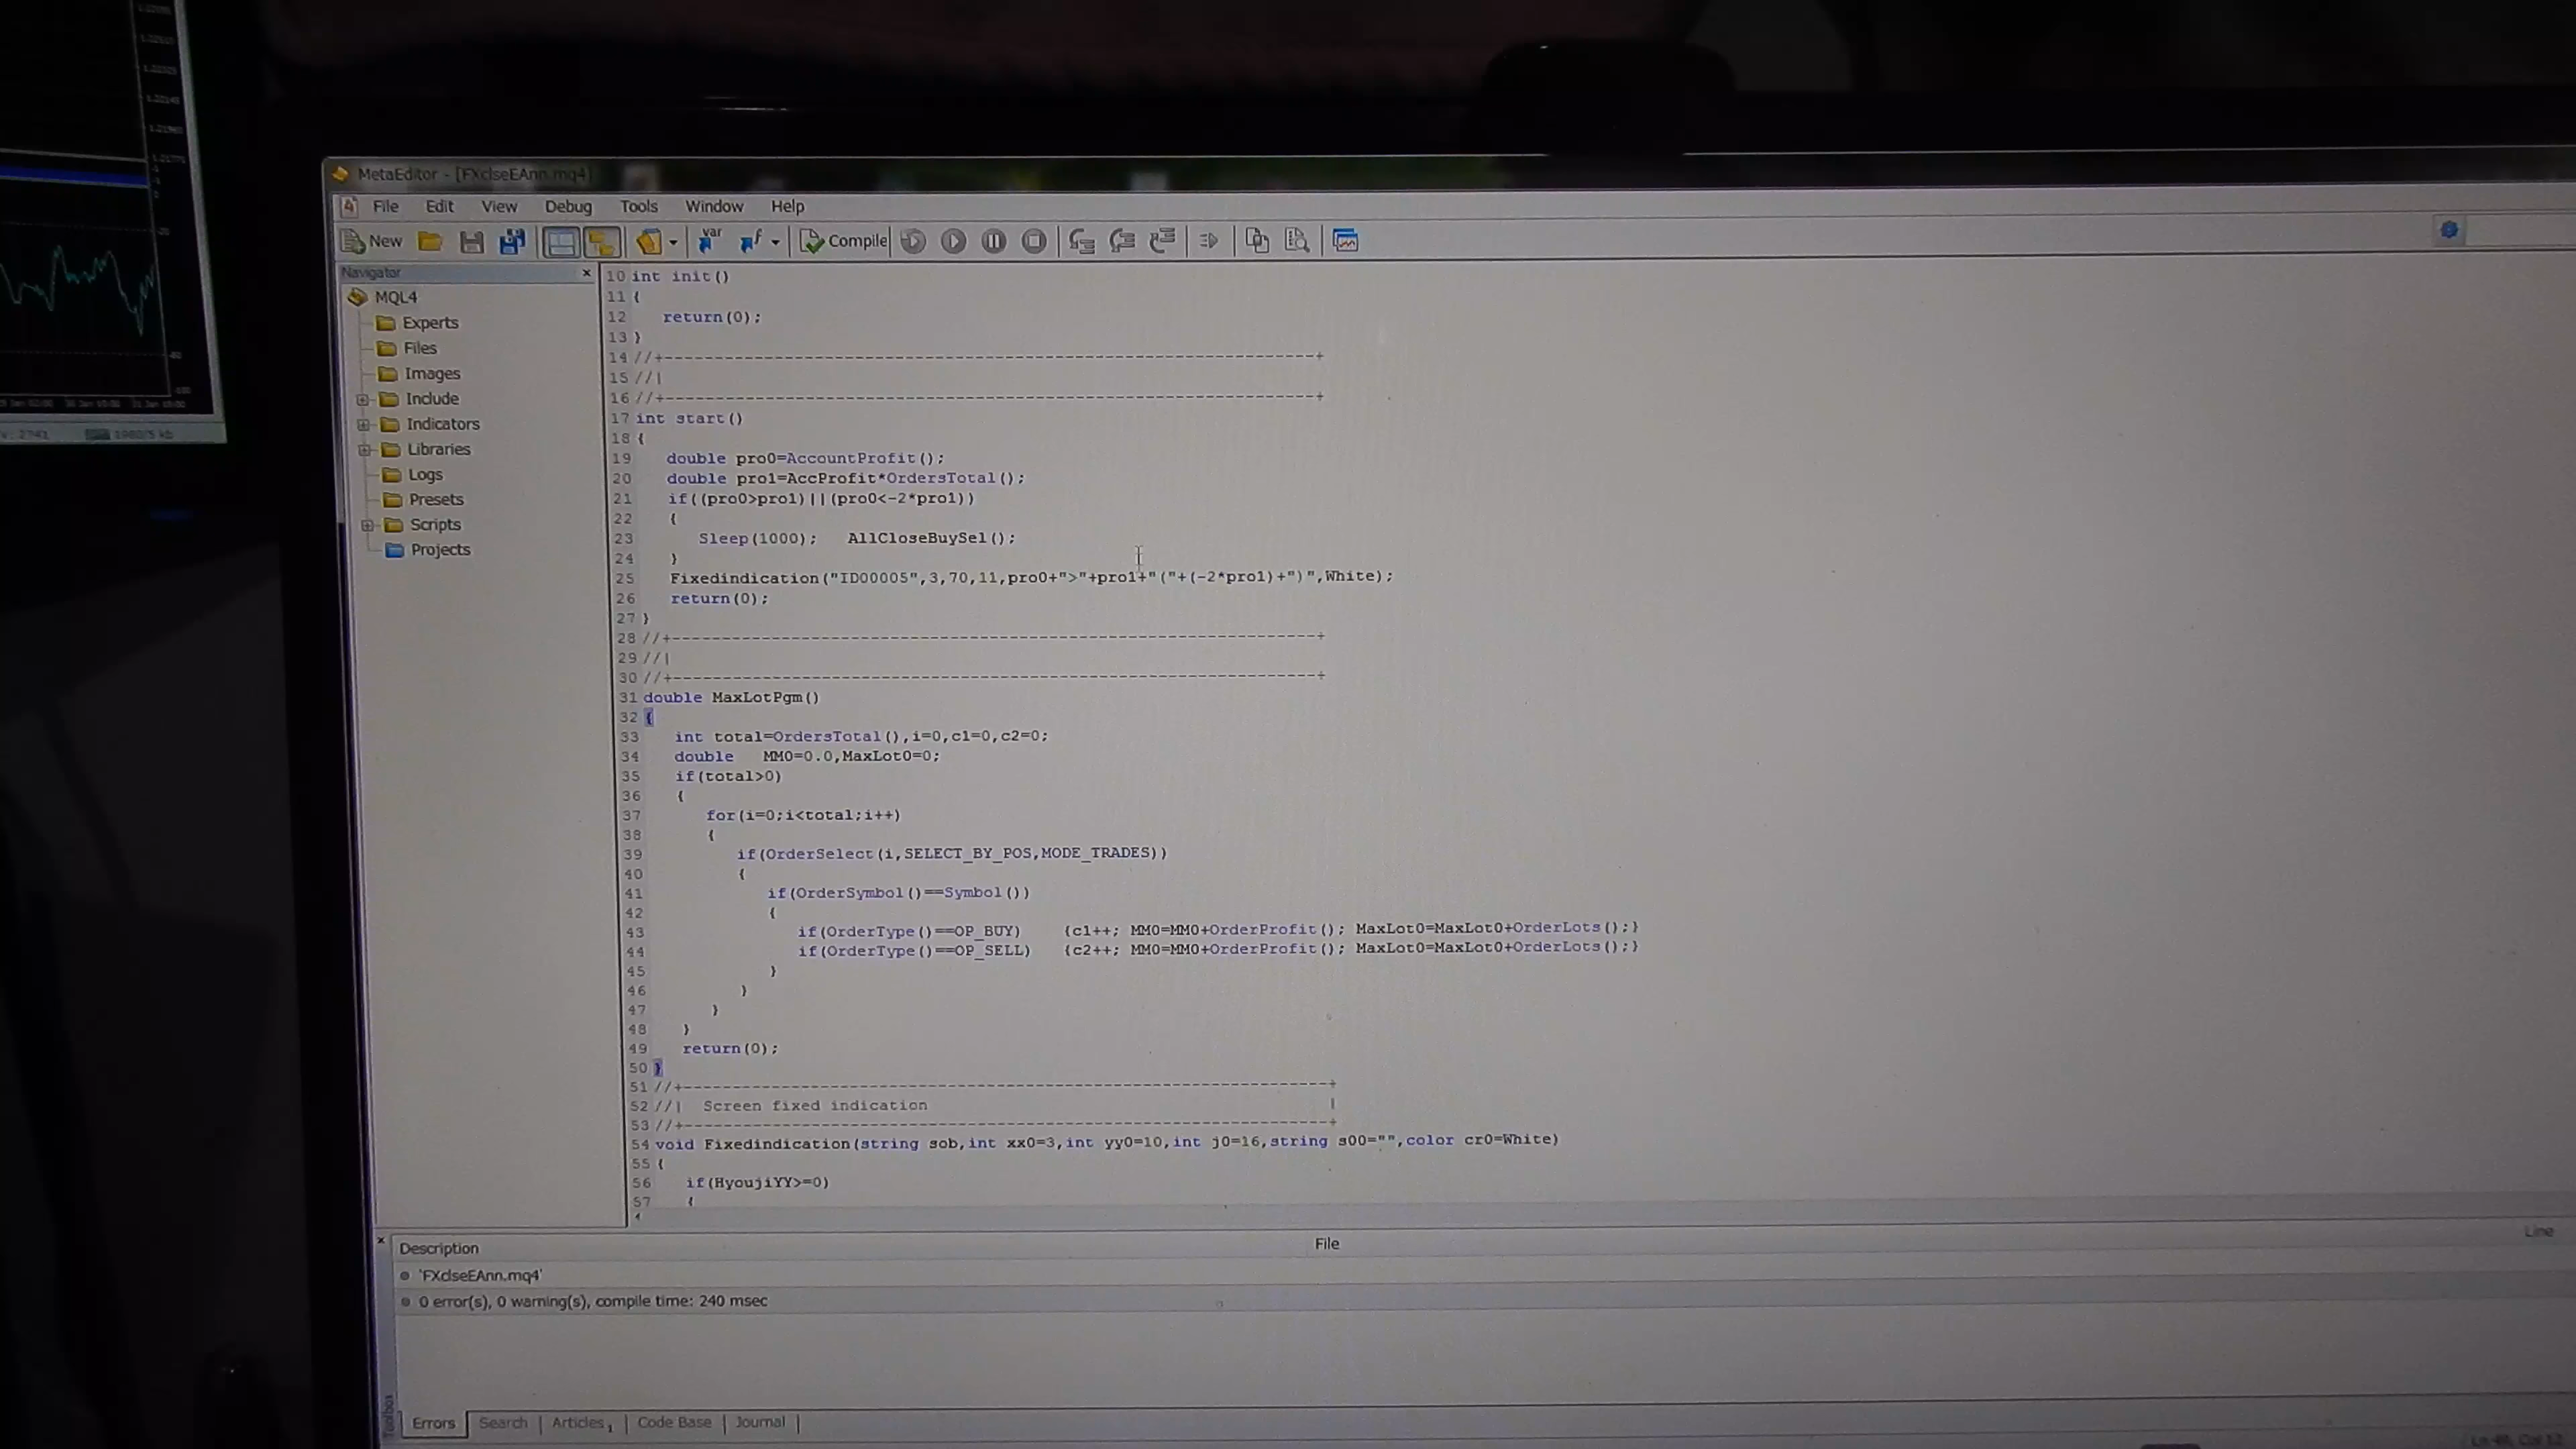 MetaEditor - [FXclseEAnn.mq4]
File Edit View Debug Tools Window Help
New var f Compile
Navigator
MQL4
Experts
Files
Images
Include
Indicators
Libraries
Logs
Presets
Scripts
Projects
10 int init()
11 {
12 return(0);
13 }
14 //+------------------------------------------------------------------+
15 //|
16 //+------------------------------------------------------------------+
17 int start()
18 {
19 double pro0=AccountProfit();
20 double pro1=AccProfit*OrdersTotal();
21 if((pro0>pro1)||(pro0<-2*pro1))
22 {
23 Sleep(1000); AllCloseBuySel();
24 }
25 Fixedindication("ID00005",3,70,11,pro0+">"+pro1+"("+(-2*pro1)+")",White);
26 return(0);
27 }
28 //+------------------------------------------------------------------+
29 //|
30 //+------------------------------------------------------------------+
31 double MaxLotPgm()
32 {
33 int total=OrdersTotal(),i=0,c1=0,c2=0;
34 double MM0=0.0,MaxLot0=0;
35 if(total>0)
36 {
37 for(i=0;i<total;i++)
38 {
39 if(OrderSelect(i,SELECT_BY_POS,MODE_TRADES))
40 {
41 if(OrderSymbol()==Symbol())
42 {
43 if(OrderType()==OP_BUY) {c1++; MM0=MM0+OrderProfit(); MaxLot0=MaxLot0+OrderLots();}
44 if(OrderType()==OP_SELL) {c2++; MM0=MM0+OrderProfit(); MaxLot0=MaxLot0+OrderLots();}
45 }
46 }
47 }
48 }
49 return(0);
50 }
51 //+------------------------------------------------------------------+
52 //| Screen fixed indication |
53 //+------------------------------------------------------------------+
54 void Fixedindication(string sob,int xx0=3,int yy0=10,int j0=16,string s00="",color cr0=White)
55 {
56 if(HyoujiYY>=0)
57 {
Description File Line
'FXclseEAnn.mq4'
0 error(s), 0 warning(s), compile time: 240 msec
Toolbox
Errors Search Articles 1 Code Base Journal